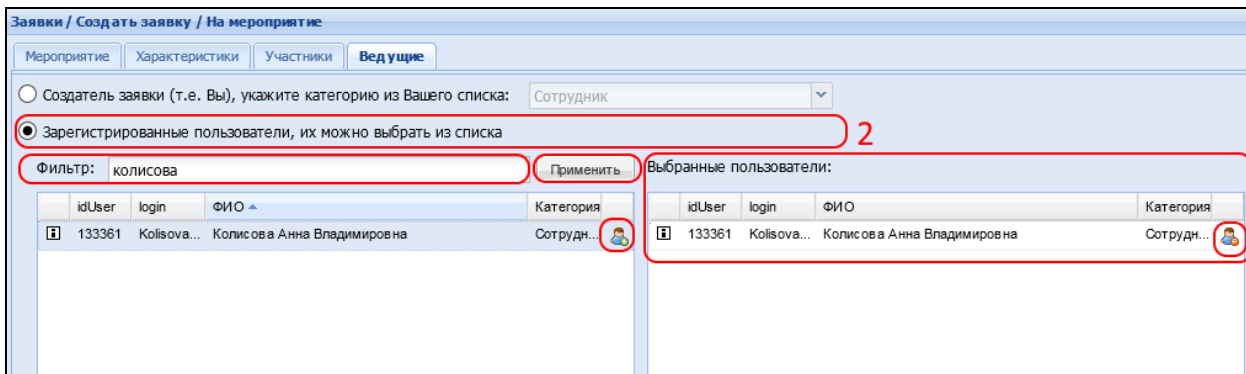 Заявки / Создать заявку / На мероприятие
Мероприятие Характеристики Участники Ведущие
Создатель заявки (т.е. Вы), укажите категорию из Вашего списка: Сотрудник
Зарегистрированные пользователи, их можно выбрать из списка 2
Фильтр: колисова Применить Выбранные пользователи:
idUser login ФИО Категория idUser login ФИО Категория
133361 Kolisova... Колисова Анна Владимировна Сотрудн... 133361 Kolisova... Колисова Анна Владимировна Сотрудн...